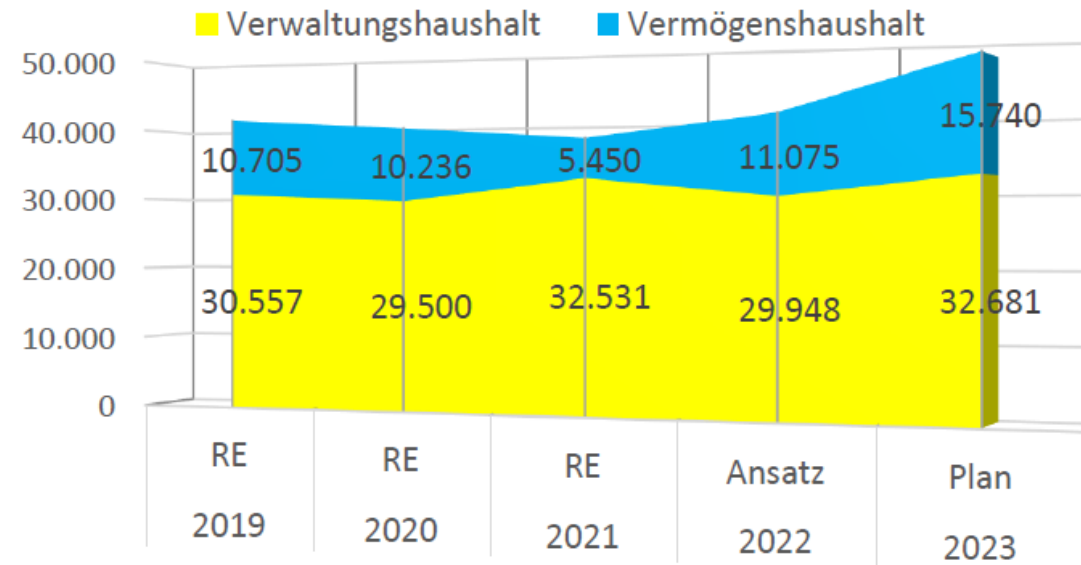 Verwaltungshaushalt Vermögenshaushalt
50.000
40.000
30.000
20.000
10.000
0
10.705 10.236 5.450 11.075 15.740
30.557 29.500 32.531 29.948 32.681
RE RE RE Ansatz Plan
2019 2020 2021 2022 2023